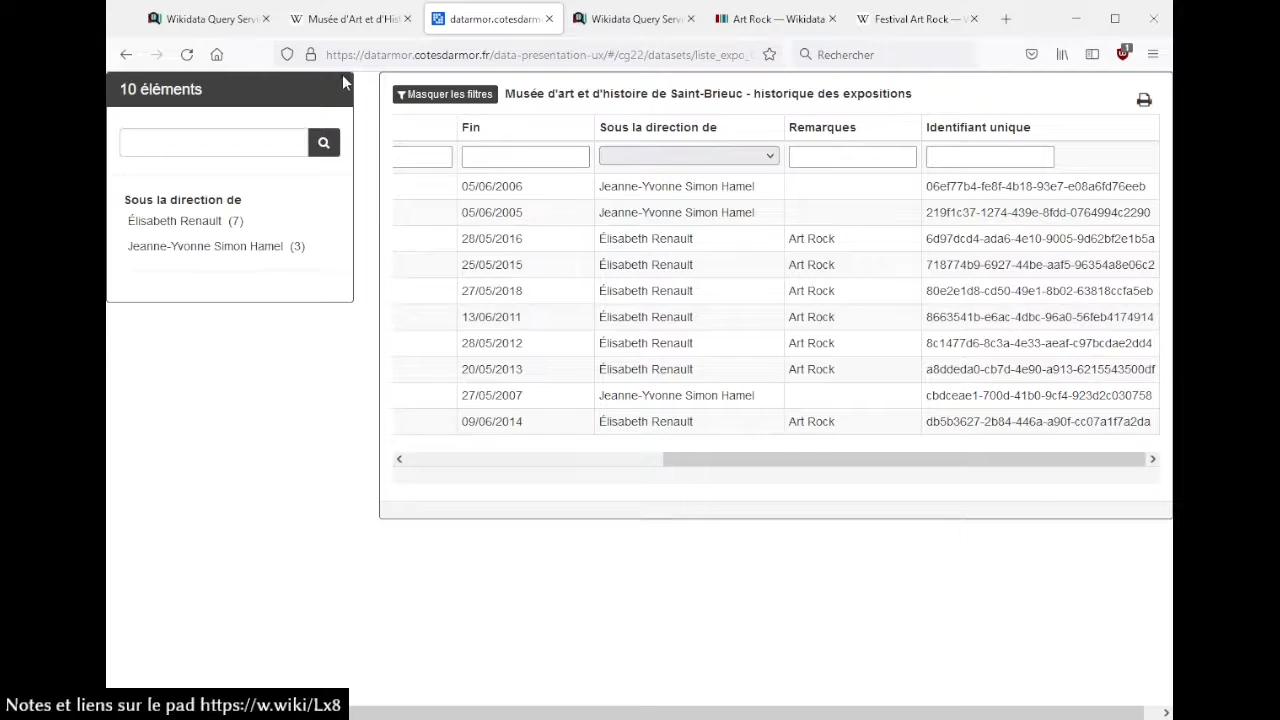 Wikidata Query Servi
Musée d'Art et d'His
datarmor.cotesdarm
Wikidata Query Servi
Art Rock — Wikidata
Festival Art Rock — W
https://datarmor.cotesdarmor.fr/data-presentation-ux/#/cg22/datasets/liste_expo_
Rechercher
1
10 éléments
Masquer les filtres
Musée d'art et d'histoire de Saint-Brieuc - historique des expositions
Fin Sous la direction de Remarques Identifiant unique
05/06/2006 Jeanne-Yvonne Simon Hamel 06ef77b4-fe8f-4b18-93e7-e08a6fd76eeb
05/06/2005 Jeanne-Yvonne Simon Hamel 219f1c37-1274-439e-8fdd-0764994c2290
28/05/2016 Élisabeth Renault Art Rock 6d97dcd4-ada6-4e10-9005-9d62bf2e1b5a
25/05/2015 Élisabeth Renault Art Rock 718774b9-6927-44be-aaf5-96354a8e06c2
27/05/2018 Élisabeth Renault Art Rock 80e2e1d8-cd50-49e1-8b02-63818ccfa5eb
13/06/2011 Élisabeth Renault Art Rock 8663541b-e6ac-4dbc-96a0-56feb4174914
28/05/2012 Élisabeth Renault Art Rock 8c1477d6-8c3a-4e33-aeaf-c97bcdae2dd4
20/05/2013 Élisabeth Renault Art Rock a8ddeda0-cb7d-4e90-a913-6215543500df
27/05/2007 Jeanne-Yvonne Simon Hamel cbdceae1-700d-41b0-9cf4-923d2c030758
09/06/2014 Élisabeth Renault Art Rock db5b3627-2b84-446a-a90f-cc07a1f7a2da
Sous la direction de
Élisabeth Renault (7)
Jeanne-Yvonne Simon Hamel (3)
Notes et liens sur le pad https://w.wiki/Lx8